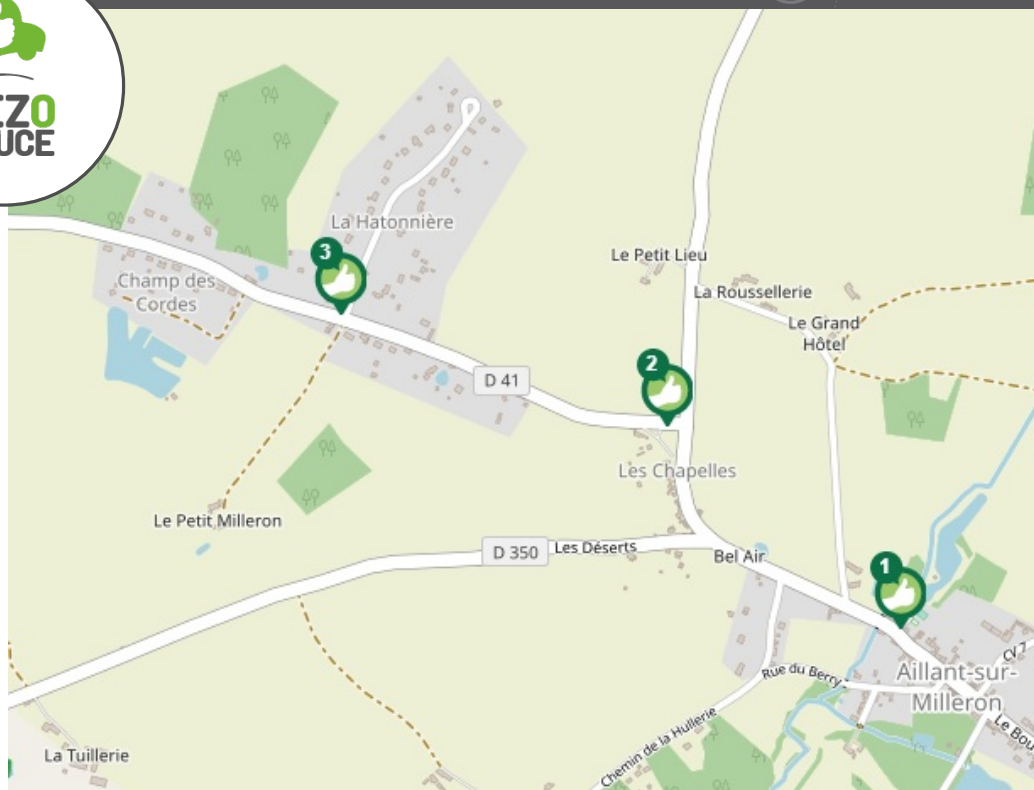 ZO
UCE
La Hatonnière
3
Le Petit Lieu
Champ des
Cordes
La Roussellerie
Le Grand
Hôtel
2
D 41
Les Chapelles
Le Petit Milleron
D 350
Les Déserts
Bel Air
1
CV 7
Rue du Berry
Aillant-sur-
Milleron
Le Bou
Chemin de la Hullerie
La Tuillerie